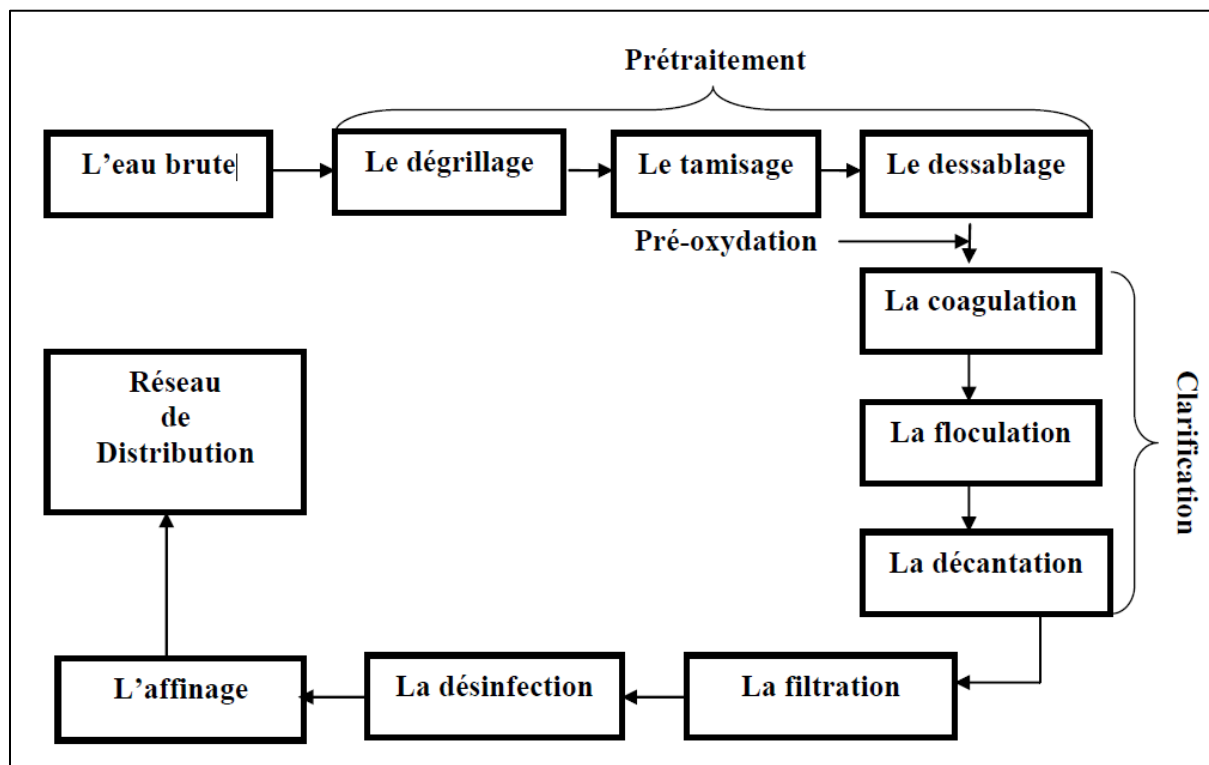 Prétraitement
L’eau brute
Le dégrillage
Le tamisage
Le dessablage
Pré-oxydation
La coagulation
La floculation
La décantation
Clarification
La filtration
La désinfection
L’affinage
Réseau
de
Distribution